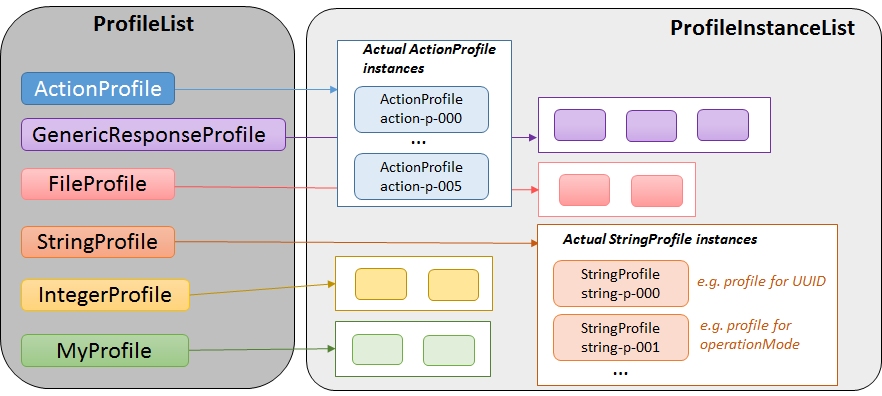 ProfileList
ActionProfile
GenericResponseProfile
FileProfile
StringProfile
IntegerProfile
MyProfile
ProfileInstanceList
Actual ActionProfile
instances
ActionProfile
action-p-000
...
ActionProfile
action-p-005
Actual StringProfile instances
StringProfile
string-p-000
e.g. profile for UUID
StringProfile
string-p-001
e.g. profile for
operationMode
...